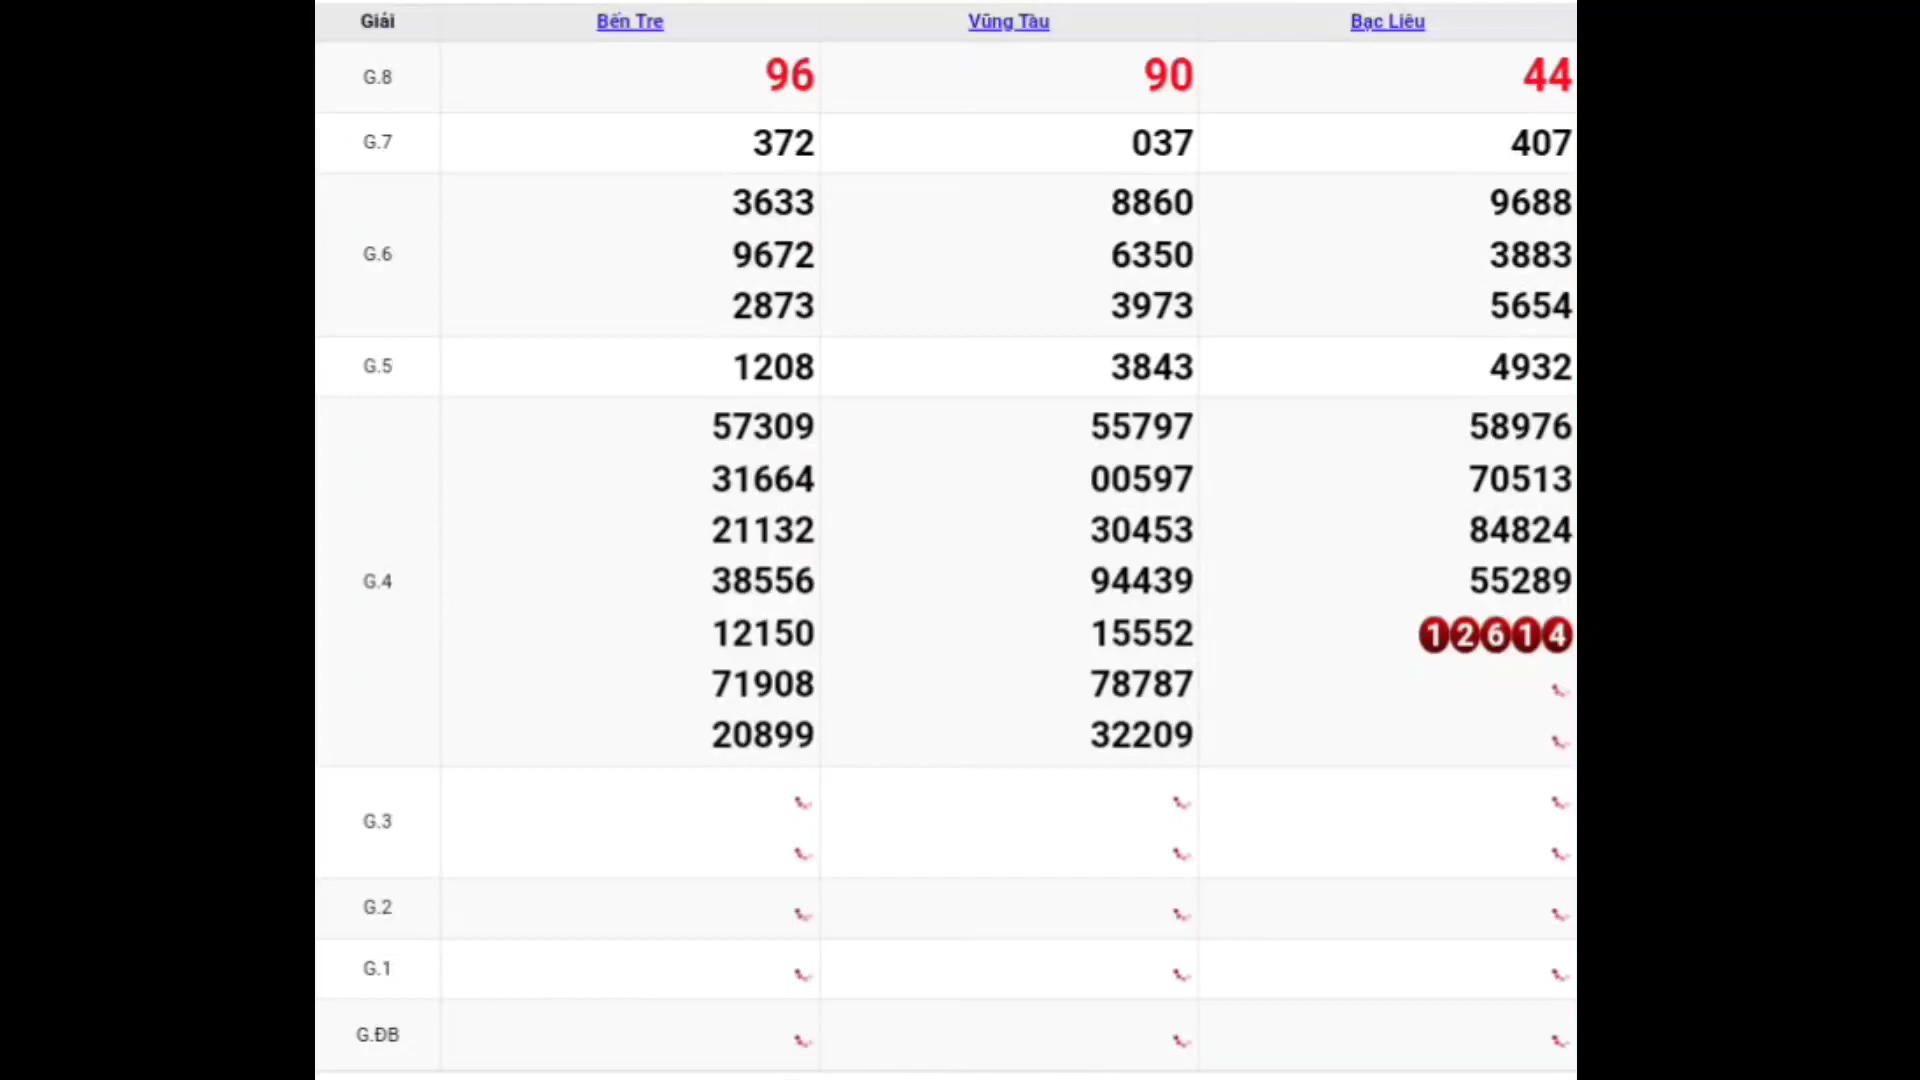 Giải Bến Tre Vũng Tàu Bạc Liêu
G.8 96 90 44
G.7 372 037 407
3633 8860 9688
G.6 9672 6350 3883
2873 3973 5654
G.5 1208 3843 4932
57309 55797 58976
31664 00597 70513
21132 30453 84824
G.4 38556 94439 55289
12150 15552 12614
71908 78787
20899 32209
G.3
G.2
G.1
G.ĐB